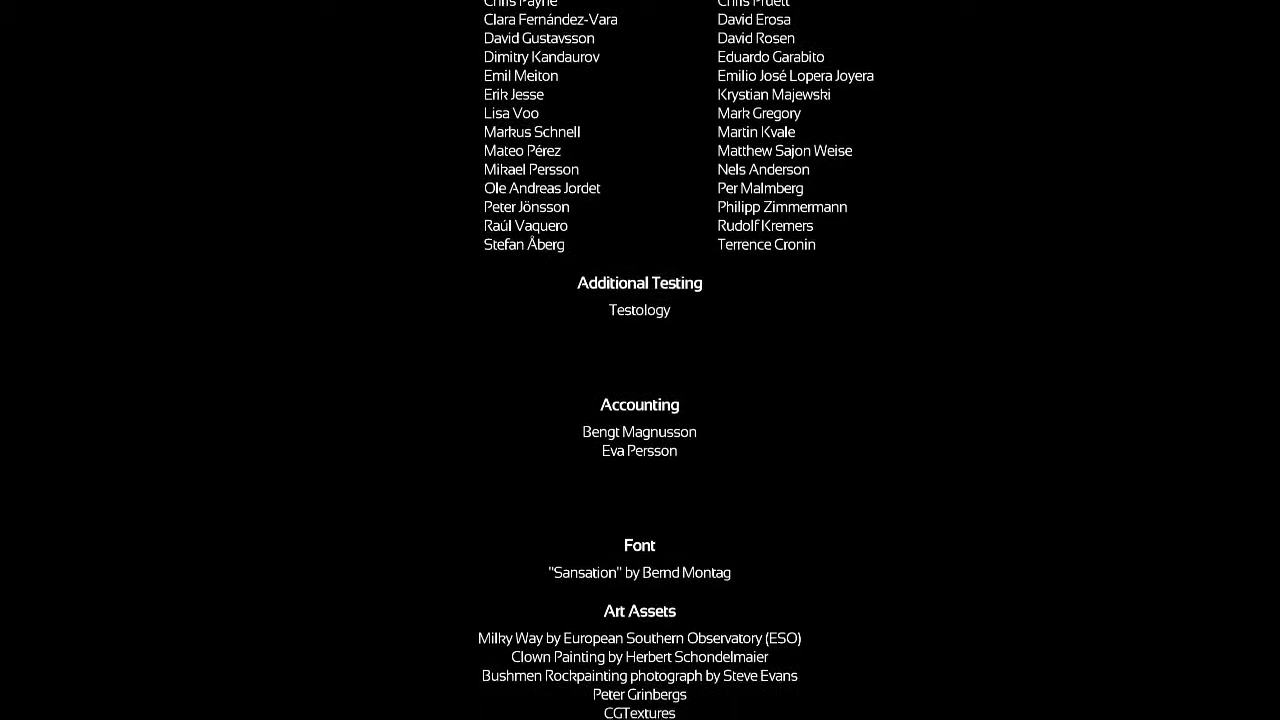 Chris Payne Chris Pruett
Clara Fernández-Vara David Erosa
David Gustavsson David Rosen
Dimitry Kandaurov Eduardo Garabito
Emil Meiton Emilio José Lopera Joyera
Erik Jesse Krystian Majewski
Lisa Voo Mark Gregory
Markus Schnell Martin Kvale
Mateo Pérez Matthew Sajon Weise
Mikael Persson Nels Anderson
Ole Andreas Jordet Per Malmberg
Peter Jönsson Philipp Zimmermann
Raúl Vaquero Rudolf Kremers
Stefan Åberg Terrence Cronin
Additional Testing
Testology
Accounting
Bengt Magnusson
Eva Persson
Font
"Sansation" by Bernd Montag
Art Assets
Milky Way by European Southern Observatory (ESO)
Clown Painting by Herbert Schondelmaier
Bushmen Rockpainting photograph by Steve Evans
Peter Grinbergs
CGTextures